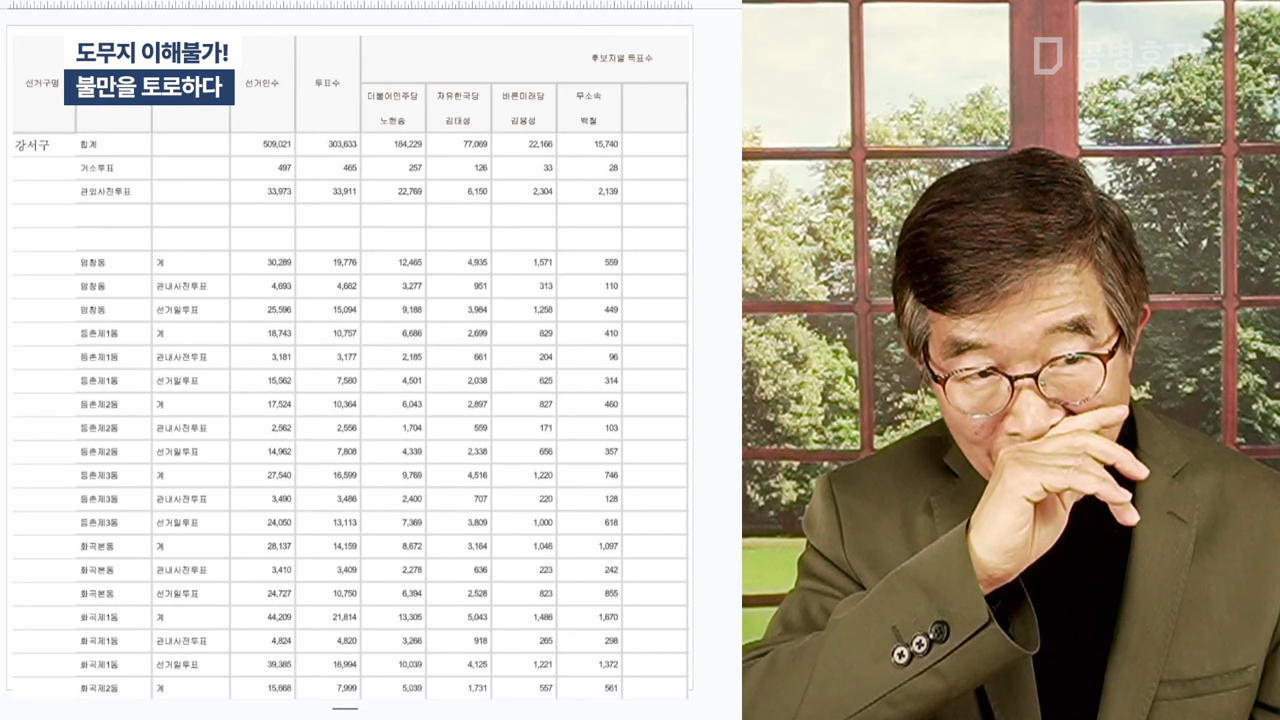 도무지 이해불가!
불만을 토로하다
공병호
선거구명 선거인수 투표수 후보자별 득표수
더불어민주당 자유한국당 바른미래당 무소속
노현송 김태성 김용성 백철
강서구 합계 509,021 303,633 184,229 77,069 22,166 15,740
거소투표 497 465 257 126 33 28
관외사전투표 33,973 33,911 22,769 6,150 2,304 2,139
염창동 계 30,289 19,776 12,465 4,935 1,571 559
염창동 관내사전투표 4,693 4,682 3,277 951 313 110
염창동 선거일투표 25,596 15,094 9,188 3,984 1,258 449
등촌제1동 계 18,743 10,757 6,686 2,699 829 410
등촌제1동 관내사전투표 3,181 3,177 2,185 661 204 96
등촌제1동 선거일투표 15,562 7,580 4,501 2,038 625 314
등촌제2동 계 17,524 10,364 6,043 2,897 827 460
등촌제2동 관내사전투표 2,562 2,556 1,704 559 171 103
등촌제2동 선거일투표 14,962 7,808 4,339 2,338 656 357
등촌제3동 계 27,540 16,599 9,769 4,516 1,220 746
등촌제3동 관내사전투표 3,490 3,486 2,400 707 220 128
등촌제3동 선거일투표 24,050 13,113 7,369 3,809 1,000 618
화곡본동 계 28,137 14,159 8,672 3,164 1,046 1,097
화곡본동 관내사전투표 3,410 3,409 2,278 636 223 242
화곡본동 선거일투표 24,727 10,750 6,394 2,528 823 855
화곡제1동 계 44,209 21,814 13,305 5,043 1,486 1,670
화곡제1동 관내사전투표 4,824 4,820 3,266 918 265 298
화곡제1동 선거일투표 39,385 16,994 10,039 4,125 1,221 1,372
화곡제2동 계 15,668 7,999 5,039 1,731 557 561